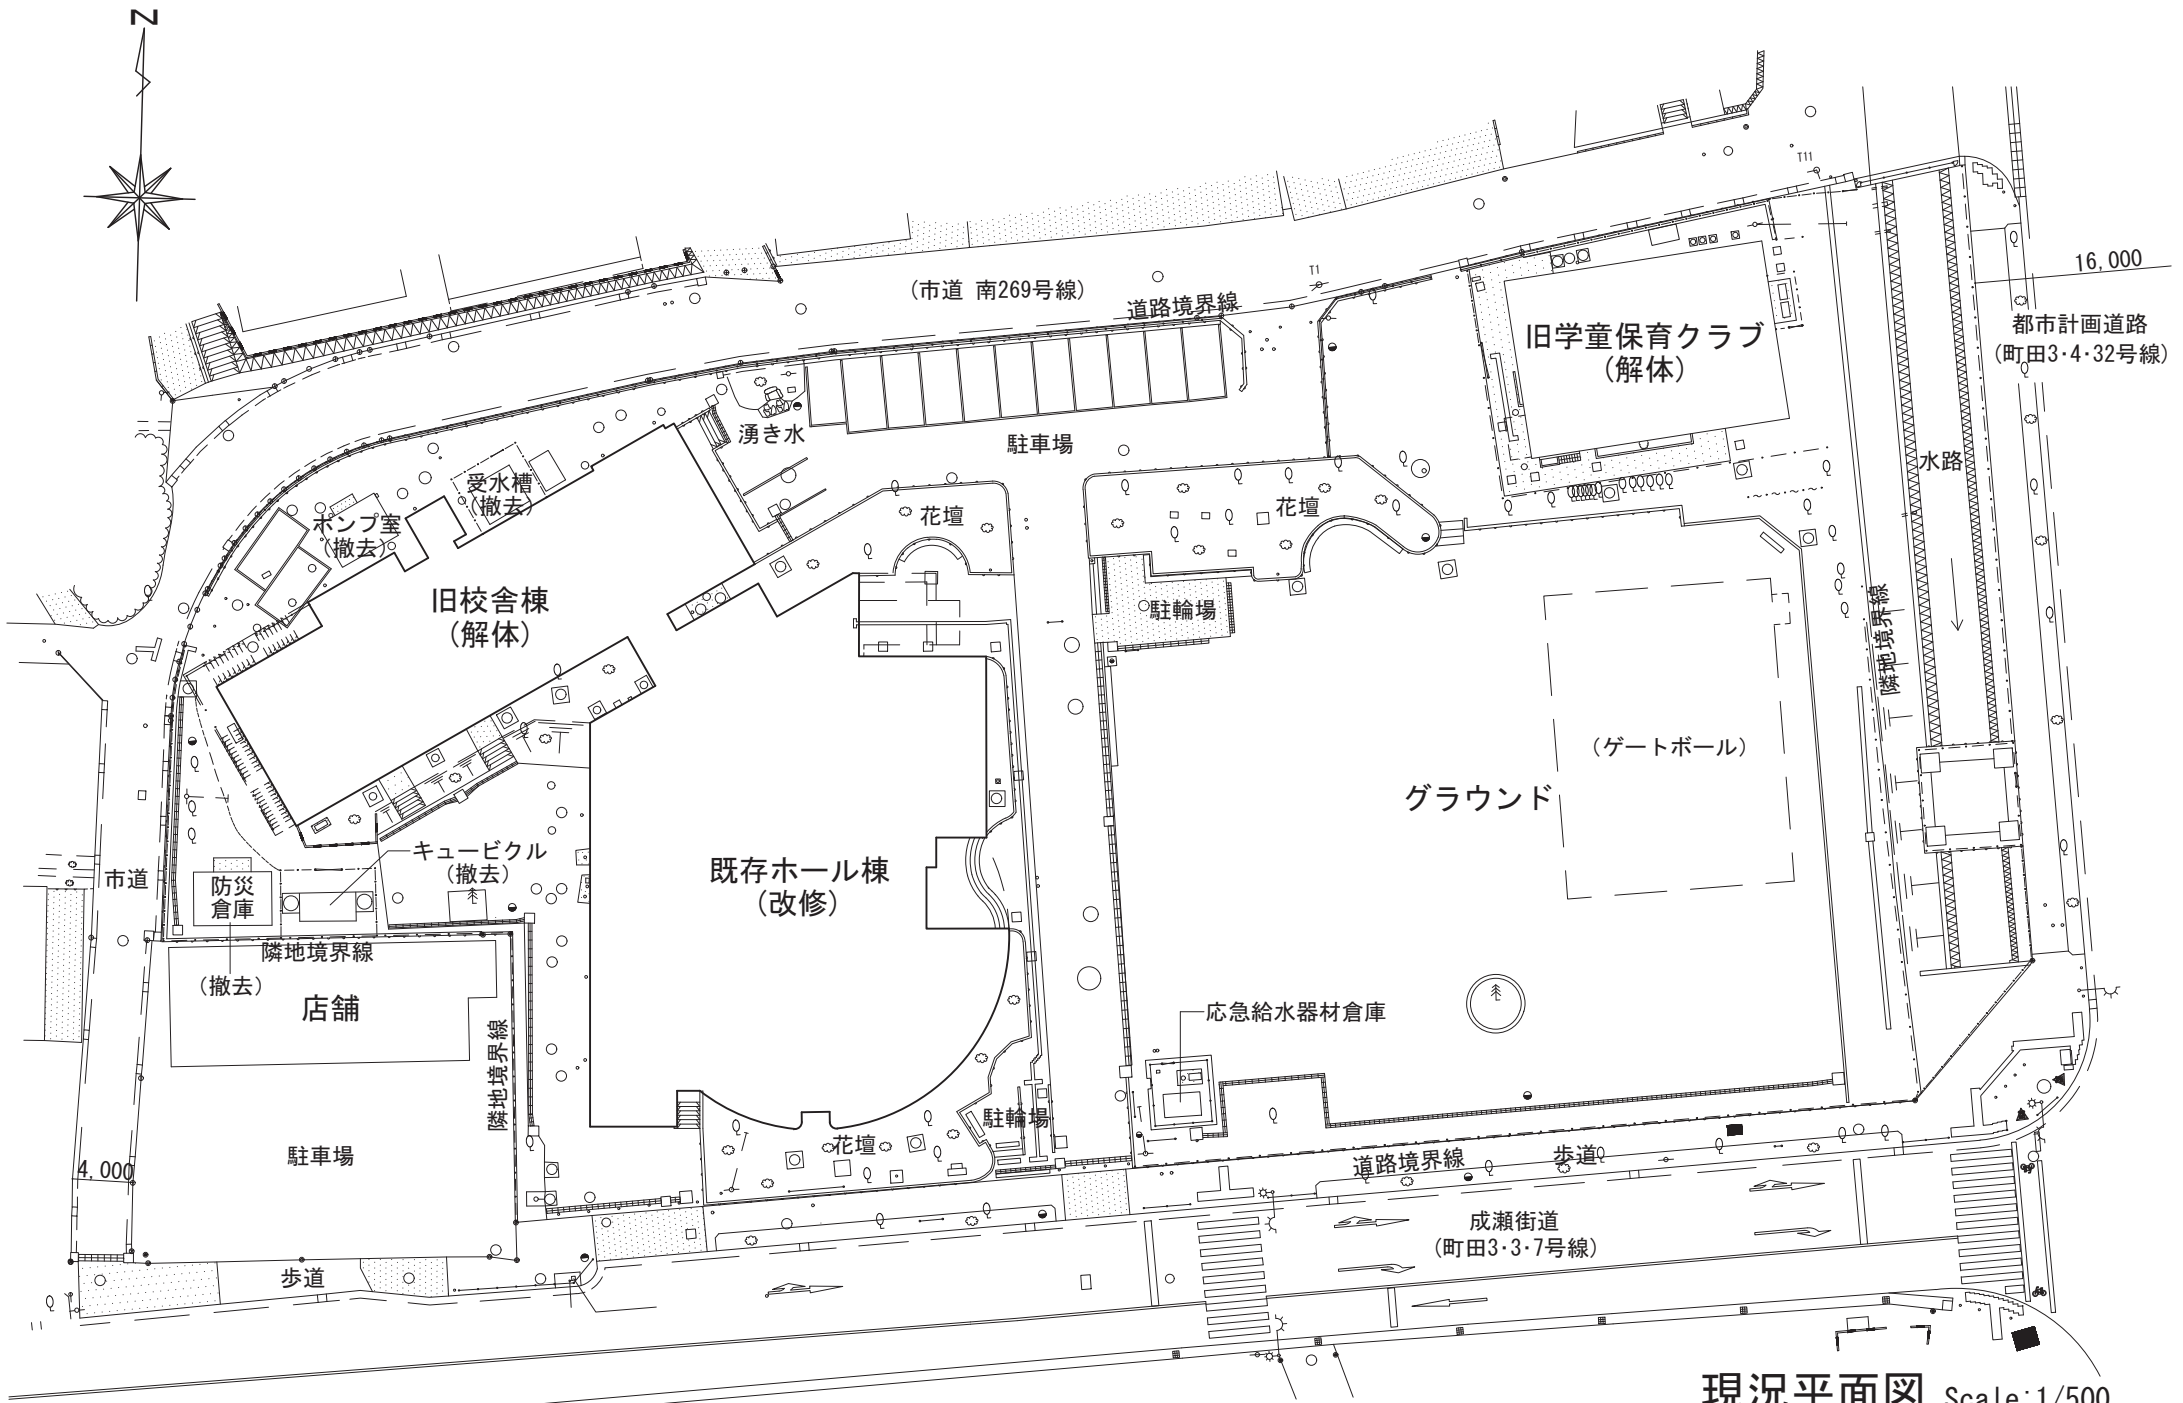 N
T11
16,000
(市道 南269号線)
T1
道路境界線
都市計画道路
(町田3・4・32号線)
旧学童保育クラブ
(解体)
湧き水
駐車場
水路
受水槽
(撤去)
ポンプ室
(撤去)
花壇
花壇
旧校舎棟
(解体)
駐輪場
隣地境界線
(ゲートボール)
グラウンド
キュービクル
(撤去)
市道
防災
倉庫
既存ホール棟
(改修)
隣地境界線
(撤去)
店舗
応急給水器材倉庫
隣地境界線
駐輪場
花壇
駐車場
4,000
道路境界線
歩道
成瀬街道
(町田3・3・7号線)
歩道
現況平面図 Scale:1/500